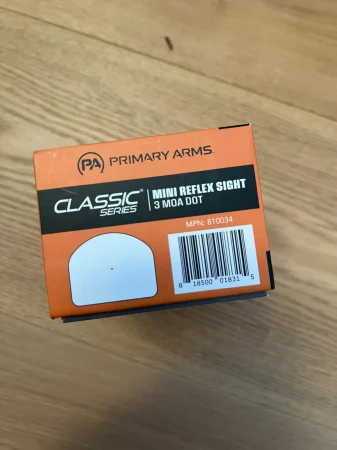 PA PRIMARY ARMS.
CLASSIC® SERIES
MINI REFLEX SIGHT
3 MOA DOT
MPN: 810034
8 18500 01831 5